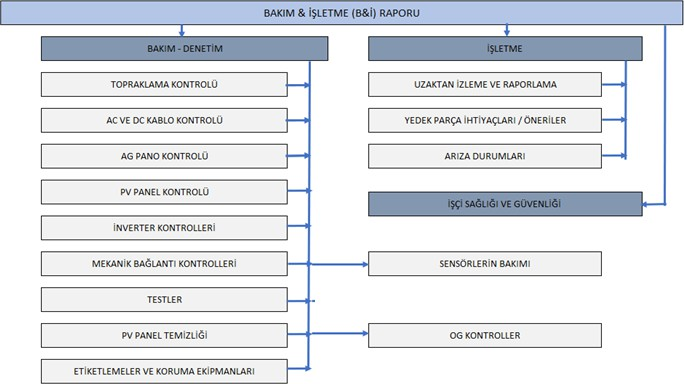 BAKIM & İŞLETME (B&İ) RAPORU
BAKIM - DENETİM
TOPRAKLAMA KONTROLÜ
AC VE DC KABLO KONTROLÜ
AG PANO KONTROLÜ
PV PANEL KONTROLÜ
İNVERTER KONTROLLERİ
MEKANİK BAĞLANTI KONTROLLERİ
TESTLER
PV PANEL TEMİZLİĞİ
ETİKETLEMELER VE KORUMA EKİPMANLARI
İŞLETME
UZAKTAN İZLEME VE RAPORLAMA
YEDEK PARÇA İHTİYAÇLARI / ÖNERİLER
ARIZA DURUMLARI
İŞÇİ SAĞLIĞI VE GÜVENLİĞİ
SENSÖRLERİN BAKIMI
OG KONTROLLER